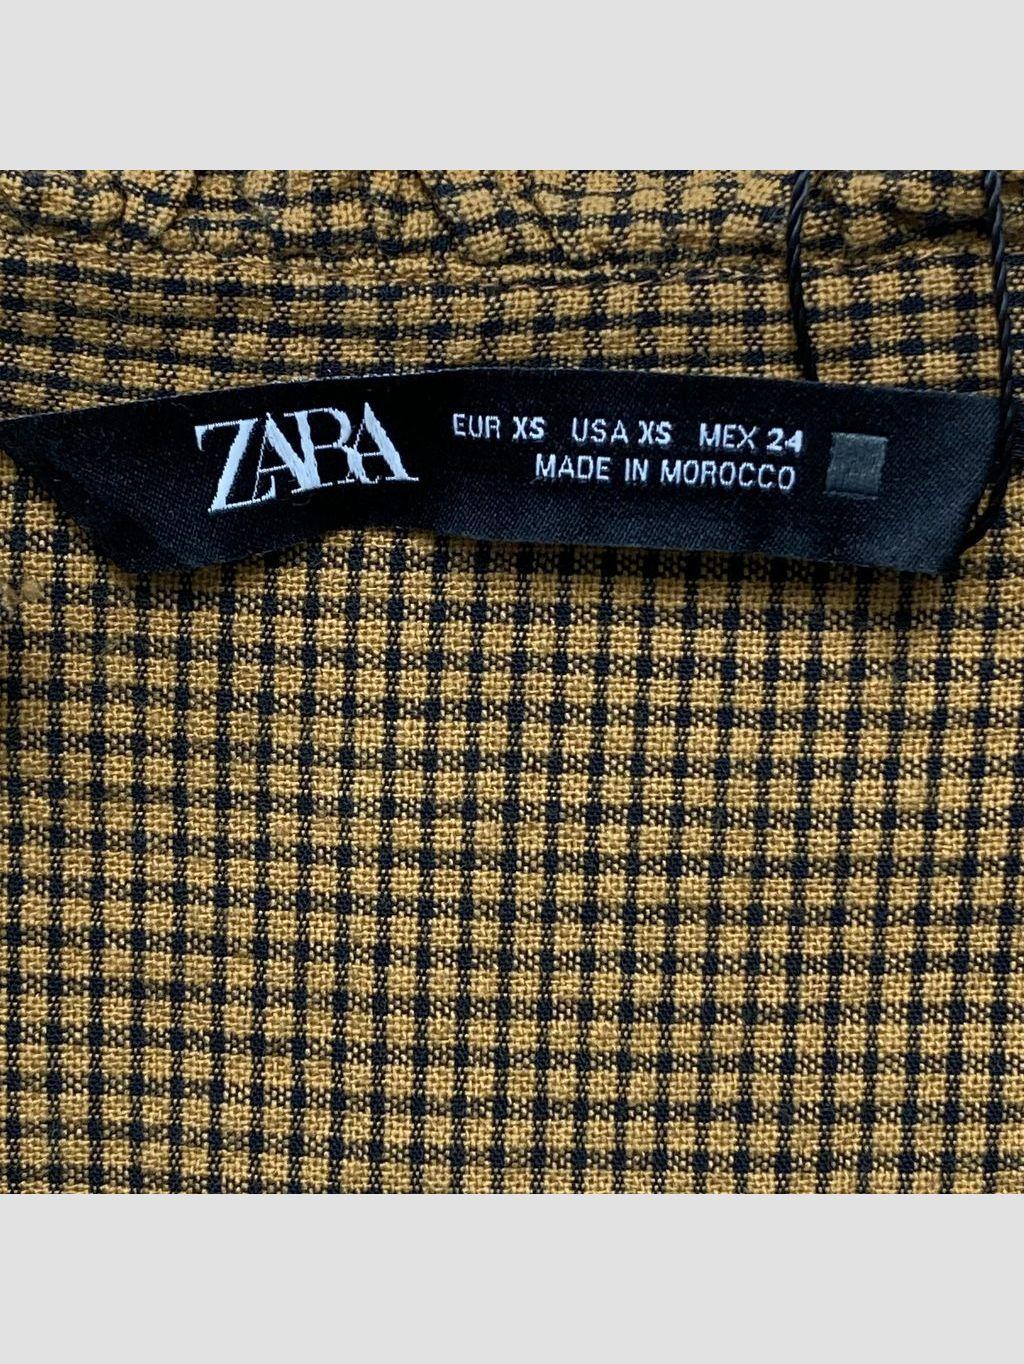 ZARA
EUR XS USA XS MEX 24
MADE IN MOROCCO